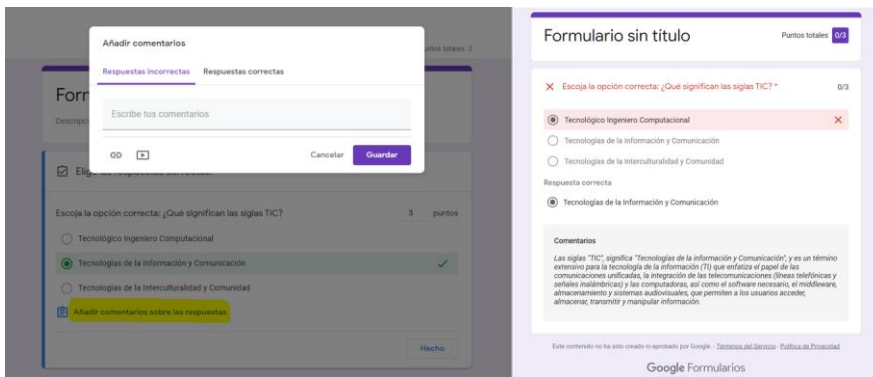 Añadir comentarios
Respuestas incorrectas Respuestas correctas
Escribe tus comentarios
Cancelar Guardar
puntos totales: 3
Form
Descripci
Elige las respuestas correctas:
Escoja la opción correcta: ¿Qué significan las siglas TIC? 3 puntos
Tecnológico Ingeniero Computacional
Tecnologías de la Información y Comunicación
Tecnologías de la Interculturalidad y Comunidad
Añadir comentarios sobre las respuestas
Hecho
Formulario sin título Puntos totales 0/3
Escoja la opción correcta: ¿Qué significan las siglas TIC? * 0/3
Tecnológico Ingeniero Computacional
Tecnologías de la Información y Comunicación
Tecnologías de la Interculturalidad y Comunidad
Respuesta correcta
Tecnologías de la Información y Comunicación
Comentarios
Las siglas "TIC", significa "Tecnologías de la información y Comunicación", y es un término
extensivo para la tecnología de la información (TI) que enfatiza el papel de las
comunicaciones unificadas, la integración de las telecomunicaciones (líneas telefónicas y
señales inalámbricas) y las computadoras, así como el software necesario, el middleware,
almacenamiento y sistemas audiovisuales, que permiten a los usuarios acceder,
almacenar, transmitir y manipular información.
Este contenido no ha sido creado ni aprobado por Google. - Términos del Servicio - Política de Privacidad
Google Formularios